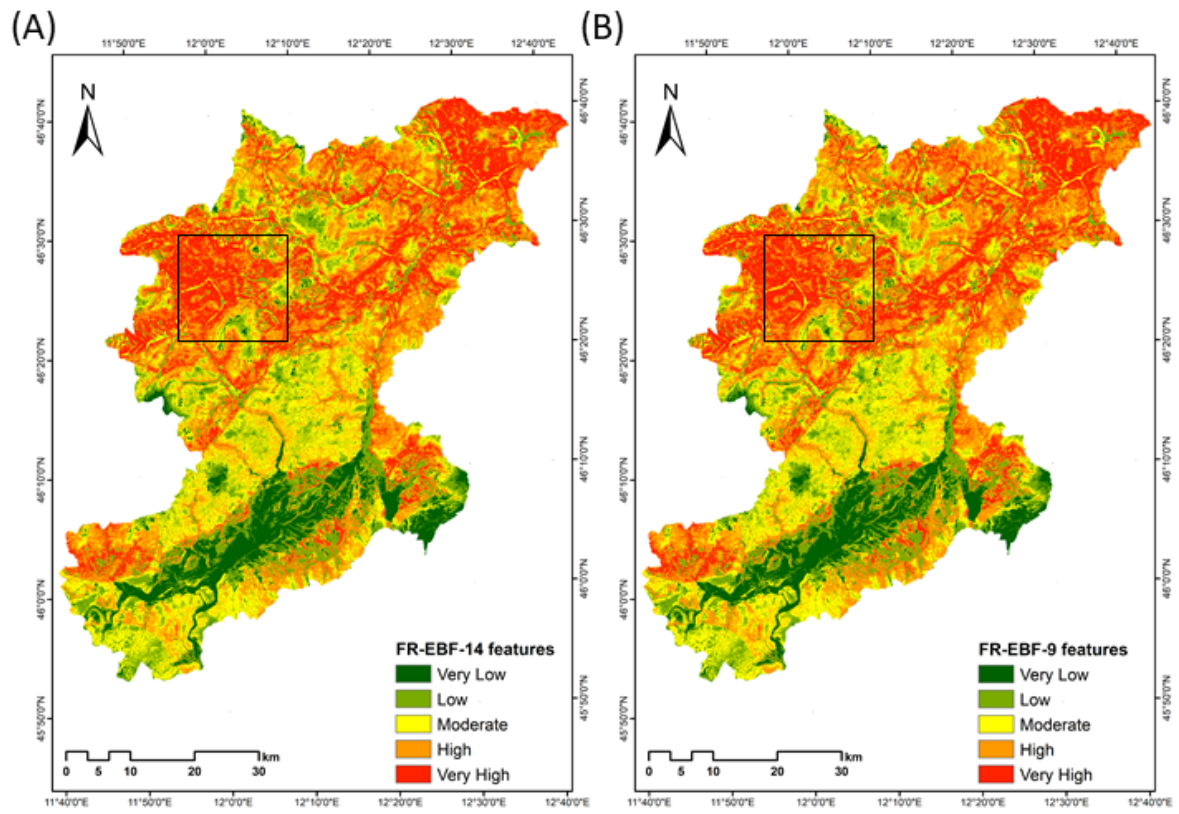 (A)
11°50'0"E 12°0'0"E 12°10'0"E 12°20'0"E 12°30'0"E 12°40'0"E
N
46°40'0"N
46°30'0"N
46°20'0"N
46°10'0"N
46°0'0"N
45°50'0"N
46°40'0"N
46°30'0"N
46°20'0"N
46°10'0"N
46°0'0"N
45°50'0"N
FR-EBF-14 features
Very Low
Low
Moderate
High
Very High
0 5 10 20 30 km
11°40'0"E 11°50'0"E 12°0'0"E 12°10'0"E 12°20'0"E 12°30'0"E 12°40'0"E
(B)
11°50'0"E 12°0'0"E 12°10'0"E 12°20'0"E 12°30'0"E 12°40'0"E
N
46°40'0"N
46°30'0"N
46°20'0"N
46°10'0"N
46°0'0"N
45°50'0"N
46°40'0"N
46°30'0"N
46°20'0"N
46°10'0"N
46°0'0"N
45°50'0"N
FR-EBF-9 features
Very Low
Low
Moderate
High
Very High
0 5 10 20 30 km
11°40'0"E 11°50'0"E 12°0'0"E 12°10'0"E 12°20'0"E 12°30'0"E 12°40'0"E